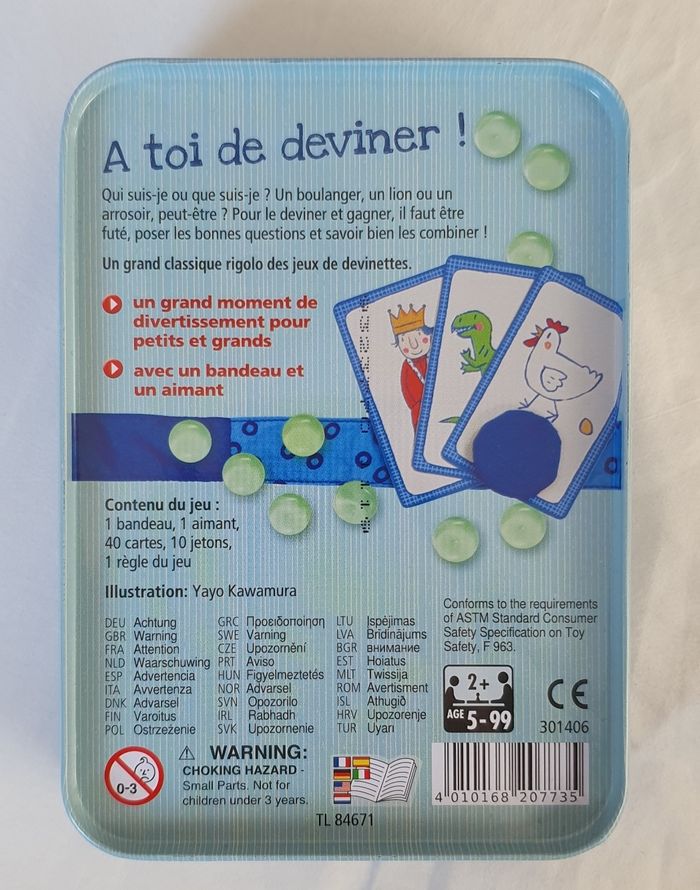 A toi de deviner !
Qui suis-je ou que suis-je ? Un boulanger, un lion ou un
arrosoir, peut-être ? Pour le deviner et gagner, il faut être
futé, poser les bonnes questions et savoir bien les combiner !
Un grand classique rigolo des jeux de devinettes.
un grand moment de
divertissement pour
petits et grands
avec un bandeau et
un aimant
Contenu du jeu :
1 bandeau, 1 aimant,
40 cartes, 10 jetons,
1 règle du jeu
Illustration: Yayo Kawamura
DEU Achtung
GBR Warning
FRA Attention
NLD Waarschuwing
ESP Advertencia
ITA Avvertenza
DNK Advarsel
FIN Varoitus
POL Ostrzeżenie
GRC Προειδοποίηση
SWE Varning
CZE Upozornění
PRT Aviso
HUN Figyelmeztetés
NOR Advarsel
SVN Opozorilo
IRL Rabhadh
SVK Upozornenie
LTU Įspėjimas
LVA Brīdinājums
BGR внимание
EST Hoiatus
MLT Twissija
ROM Avertisment
ISL Athugið
HRV Upozorenje
TUR Uyarı
Conforms to the requirements
of ASTM Standard Consumer
Safety Specification on Toy
Safety, F 963.
2+
AGE 5-99
CE
301406
0-3
WARNING:
CHOKING HAZARD -
Small Parts. Not for
children under 3 years.
TL 84671
4 010168 207735